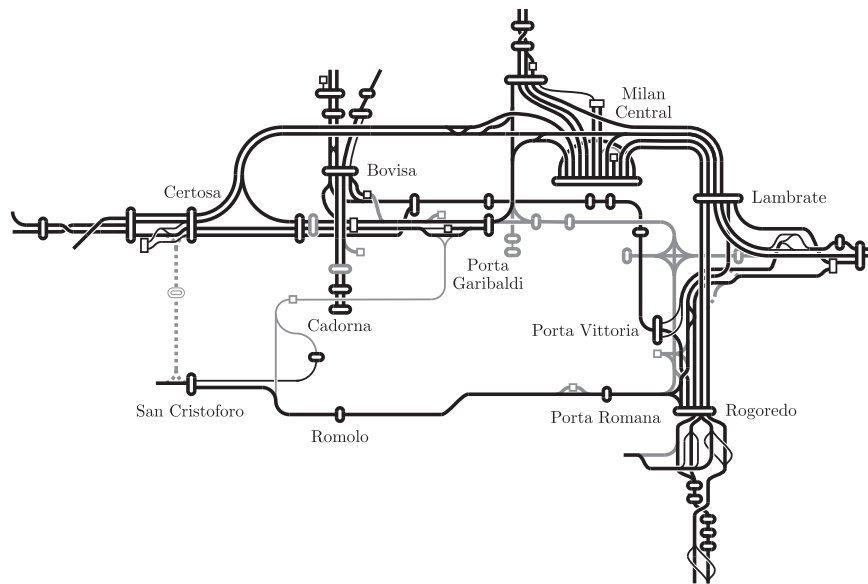 Milan
Central
Bovisa
Certosa
Lambrate
Porta
Garibaldi
Cadorna
Porta Vittoria
San Cristoforo
Porta Romana
Rogoredo
Romolo